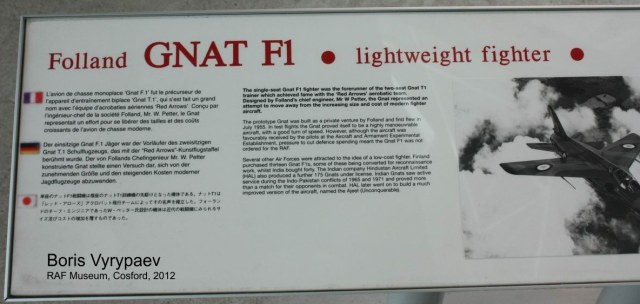 Folland GNAT F1 • lightweight fighter •
L'avion de chasse monoplace 'Gnat F.1' fut le précurseur de
l'appareil d'entraînement biplace 'Gnat T.1', qui s'est fait un grand
nom avec l'équipe d'acrobates aériennes 'Red Arrows'. Conçu par
l'ingénieur-chef de la société Folland, Mr. W. Petter, le Gnat
représentait un effort pour se libérer des tailles et des coûts
croissants de l'avion de chasse moderne.
Der einsitzige Gnat F.1 Jäger war der Vorläufer des zweisitzigen
Gnat T.1 Schulflugzeugs, das mit der "Red Arrows"-Kunstflugstaffel
berühmt wurde. Der von Follands Chefingenieur Mr. W. Petter
konstruierte Gnat stellte einen Versuch dar, sich von der
zunehmenden Größe und den steigenden Kosten moderner
Jagdflugzeuge abzuwenden.
The single-seat Gnat F1 fighter was the forerunner of the two-seat Gnat T1
trainer which achieved fame with the 'Red Arrows' aerobatic team.
Designed by Folland's chief engineer, Mr W Petter, the Gnat represented an
attempt to move away from the increasing size and cost of modern fighter
aircraft.
The prototype Gnat was built as a private venture by Folland and first flew in
July 1955. In test flights the Gnat proved itself to be a highly manoeuvrable
aircraft, with a good turn of speed. However, although the aircraft was
favourably received by the pilots at the Aircraft and Armament Experimental
Establishment, pressure to cut defence spending meant the Gnat F1 was not
ordered for the RAF.
Several other Air Forces were attracted to the idea of a low-cost fighter. Finland
purchased thirteen Gnat F1s, some of these being converted for reconnaissance
work, whilst India bought forty. The Indian company Hindustan Aircraft Limited
(HAL) also produced a further 175 Gnats under license. Indian Gnats saw active
service during the Indo-Pakistan conflicts of 1965 and 1971 and proved more
than a match for their opponents in combat. HAL later went on to build a much
improved version of the aircraft, named the Ajeet (Unconquerable).
Boris Vyrypaev
RAF Museum, Cosford, 2012